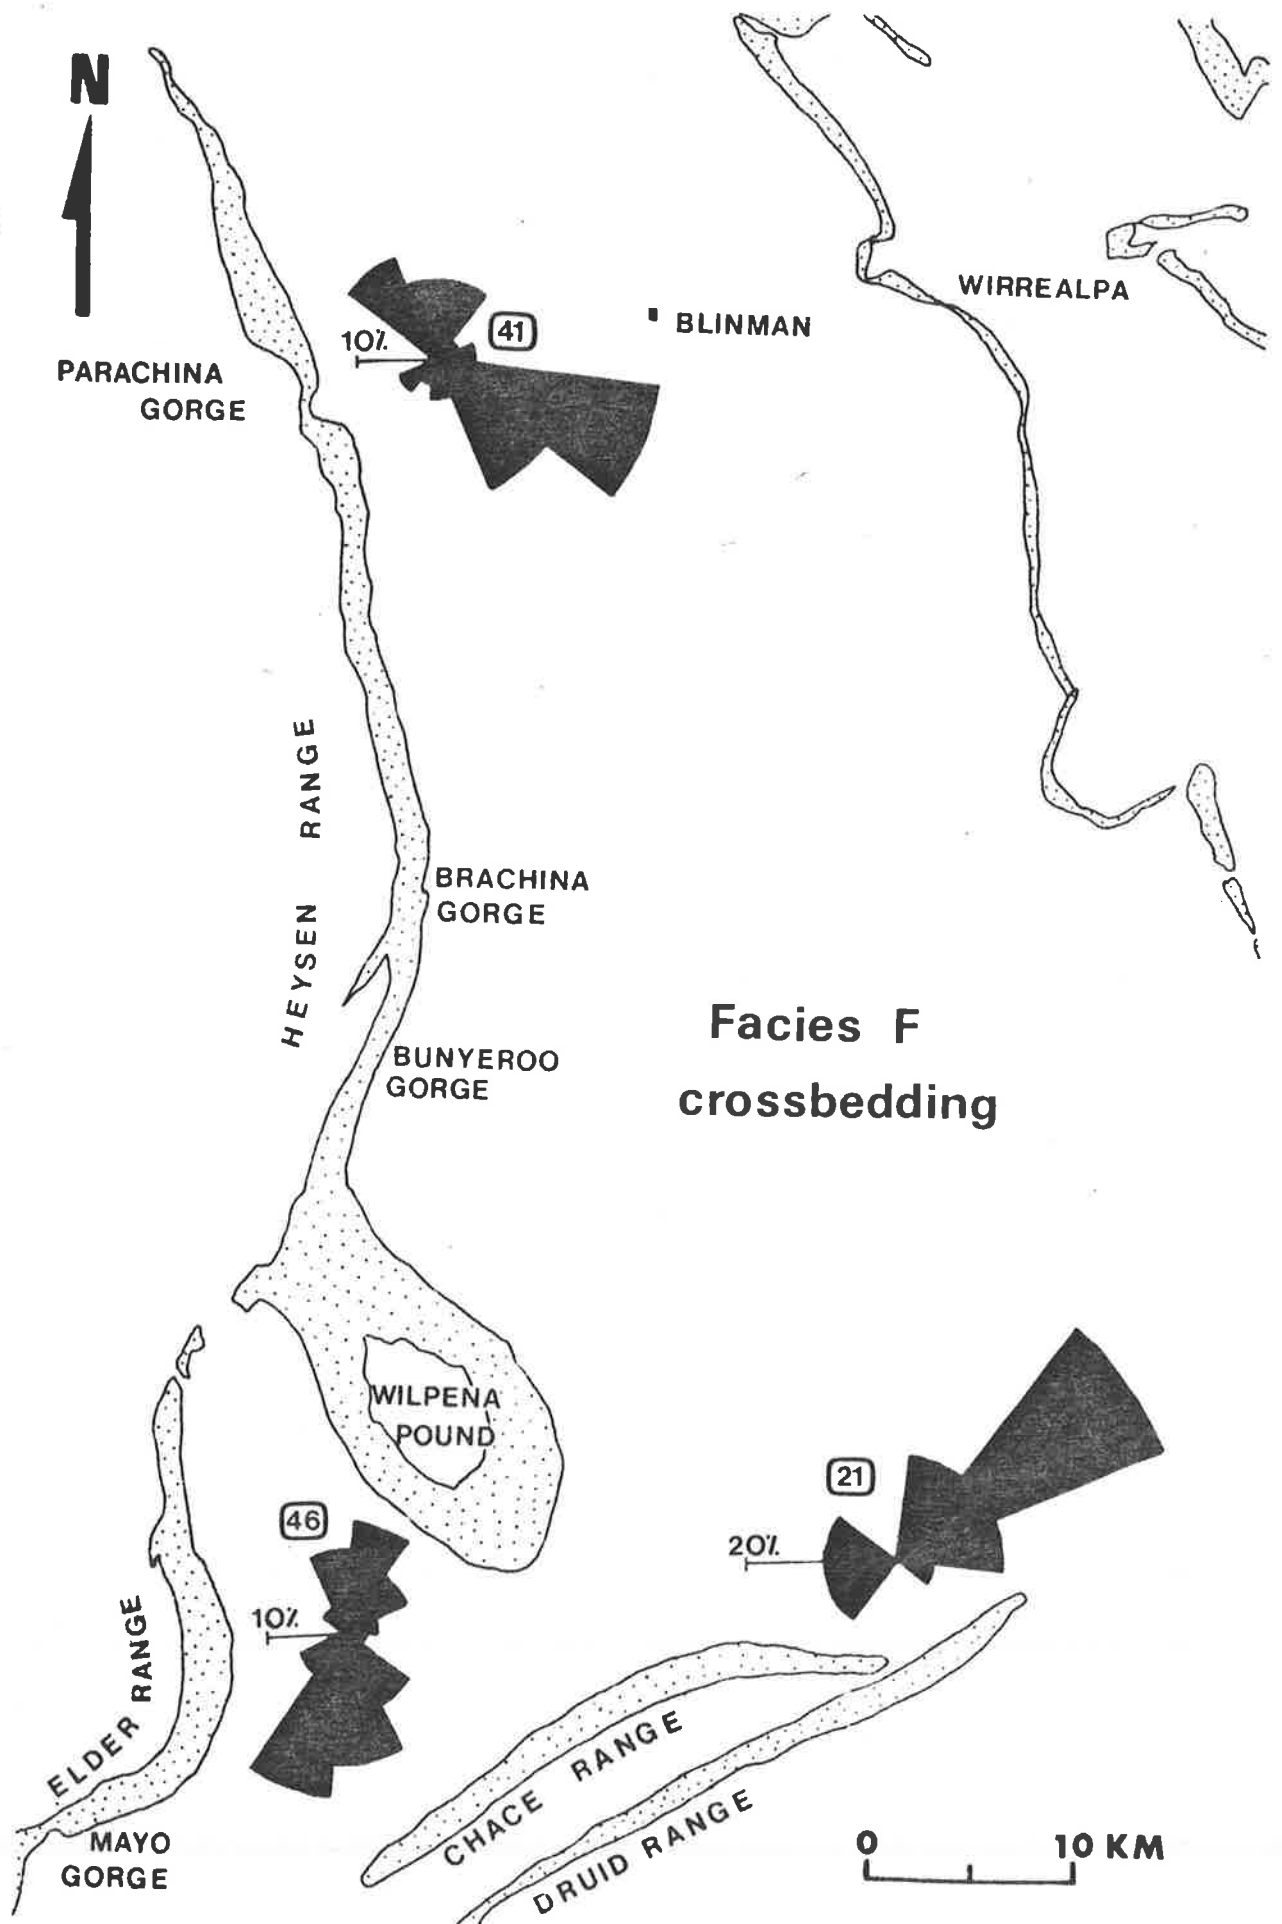 N
41
10%
BLINMAN
WIRREALPA
PARACHINA
GORGE
HEYSEN RANGE
BRACHINA
GORGE
BUNYEROO
GORGE
Facies F
crossbedding
WILPENA
POUND
46
10%
21
20%
ELDER RANGE
MAYO
GORGE
CHACE RANGE
DRUID RANGE
0 10 KM